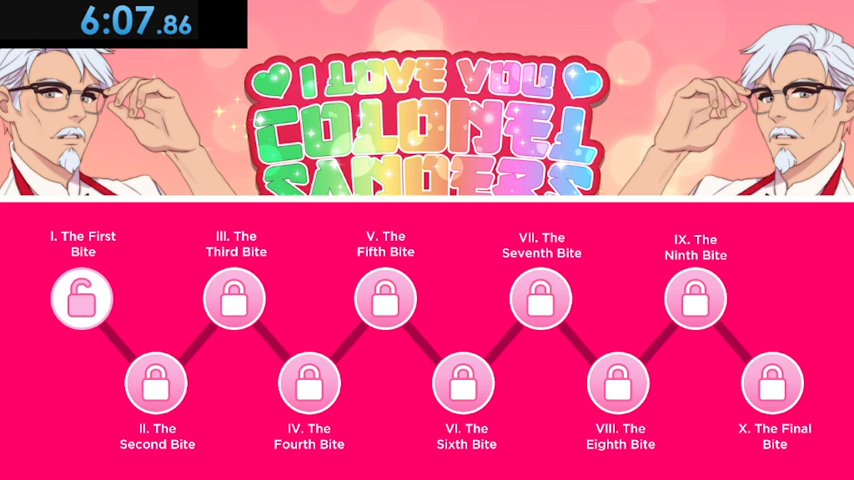 6:07.86
I LOVE YOU
COLONEL
SANDERS
I. The First
Bite
III. The
Third Bite
V. The
Fifth Bite
VII. The
Seventh Bite
IX. The
Ninth Bite
II. The
Second Bite
IV. The
Fourth Bite
VI. The
Sixth Bite
VIII. The
Eighth Bite
X. The Final
Bite